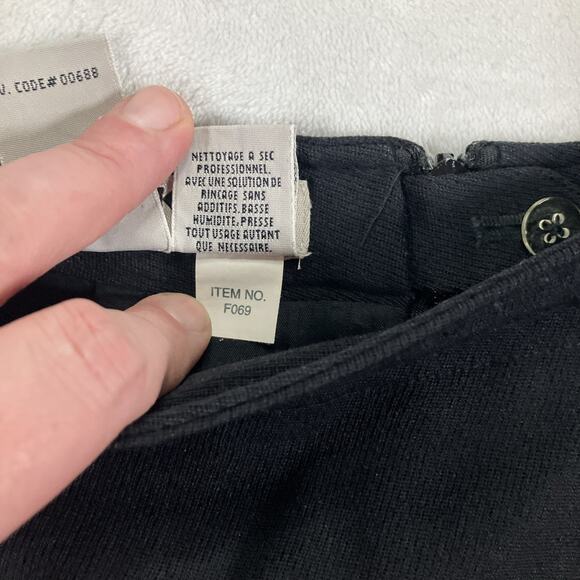 V. CODE# 00688
NETTOYAGE A SEC
PROFESSIONNEL,
AVEC UNE SOLUTION DE
RINCAGE SANS
ADDITIFS, BASSE
HUMIDITE, PRESSE
TOUT USAGE AUTANT
QUE NECESSAIRE.
ITEM NO.
F069